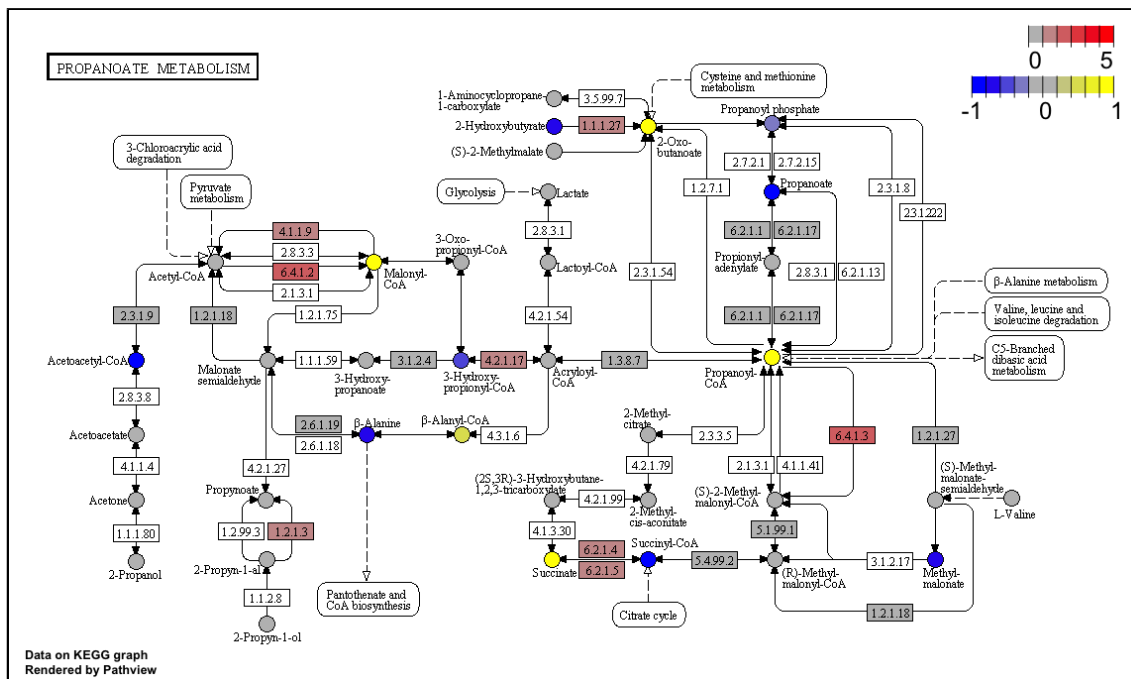 PROPANOATE METABOLISM
0
5
-1
0
1
Cysteine and methionine
metabolism
1-Aminocyclopropane-
1-carboxylate
3.5.99.7
Propanoyl phosphate
2-Hydroxybutyrate
1.1.1.27
2-Oxo-
butanoate
(S)-2-Methylmalate
3-Chloroacrylic acid
degradation
Pyruvate
metabolism
Glycolysis
Lactate
2.7.2.1
2.7.2.15
1.2.7.1
2.3.1.8
2.3.1.222
Propanoate
4.1.1.9
2.8.3.3
6.4.1.2
2.1.3.1
Acetyl-CoA
Malonyl-
CoA
3-Oxo-
propionyl-CoA
2.8.3.1
Lactoyl-CoA
6.2.1.1
6.2.1.17
Propionyl-
adenylate
2.8.3.1
6.2.1.13
2.3.1.54
β-Alanine metabolism
Valine, leucine and
isoleucine degradation
C5-Branched
dibasic acid
metabolism
2.3.1.9
1.2.1.18
1.2.1.75
4.2.1.54
6.2.1.1
6.2.1.17
Acetoacetyl-CoA
Malonate
semialdehyde
1.1.1.59
3-Hydroxy-
propanoate
3.1.2.4
3-Hydroxy-
propionyl-CoA
4.2.1.17
Acryloyl-
CoA
1.3.8.7
Propanoyl-
CoA
2.8.3.8
2.6.1.19
2.6.1.18
β-Alanine
β-Alanyl-CoA
4.3.1.6
2-Methyl-
citrate
2.3.3.5
6.4.1.3
1.2.1.27
Acetoacetate
4.1.1.4
4.2.1.27
4.2.1.79
2.1.3.1
4.1.1.41
Acetone
Propynoate
(2S,3R)-3-Hydroxybutane-
1,2,3-tricarboxylate
4.2.1.99
2-Methyl-
cis-aconitate
(S)-2-Methyl-
malonyl-CoA
(S)-Methyl-
malonate-
semialdehyde
L-Valine
1.1.1.80
1.2.99.3
1.2.1.3
4.1.3.30
5.1.99.1
2-Propanol
2-Propyn-1-al
Succinate
6.2.1.4
6.2.1.5
Succinyl-CoA
5.4.99.2
(R)-Methyl-
malonyl-CoA
3.1.2.17
Methyl-
malonate
1.1.2.8
2-Propyn-1-ol
Pantothenate and
CoA biosynthesis
Citrate cycle
1.2.1.18
Data on KEGG graph
Rendered by Pathview